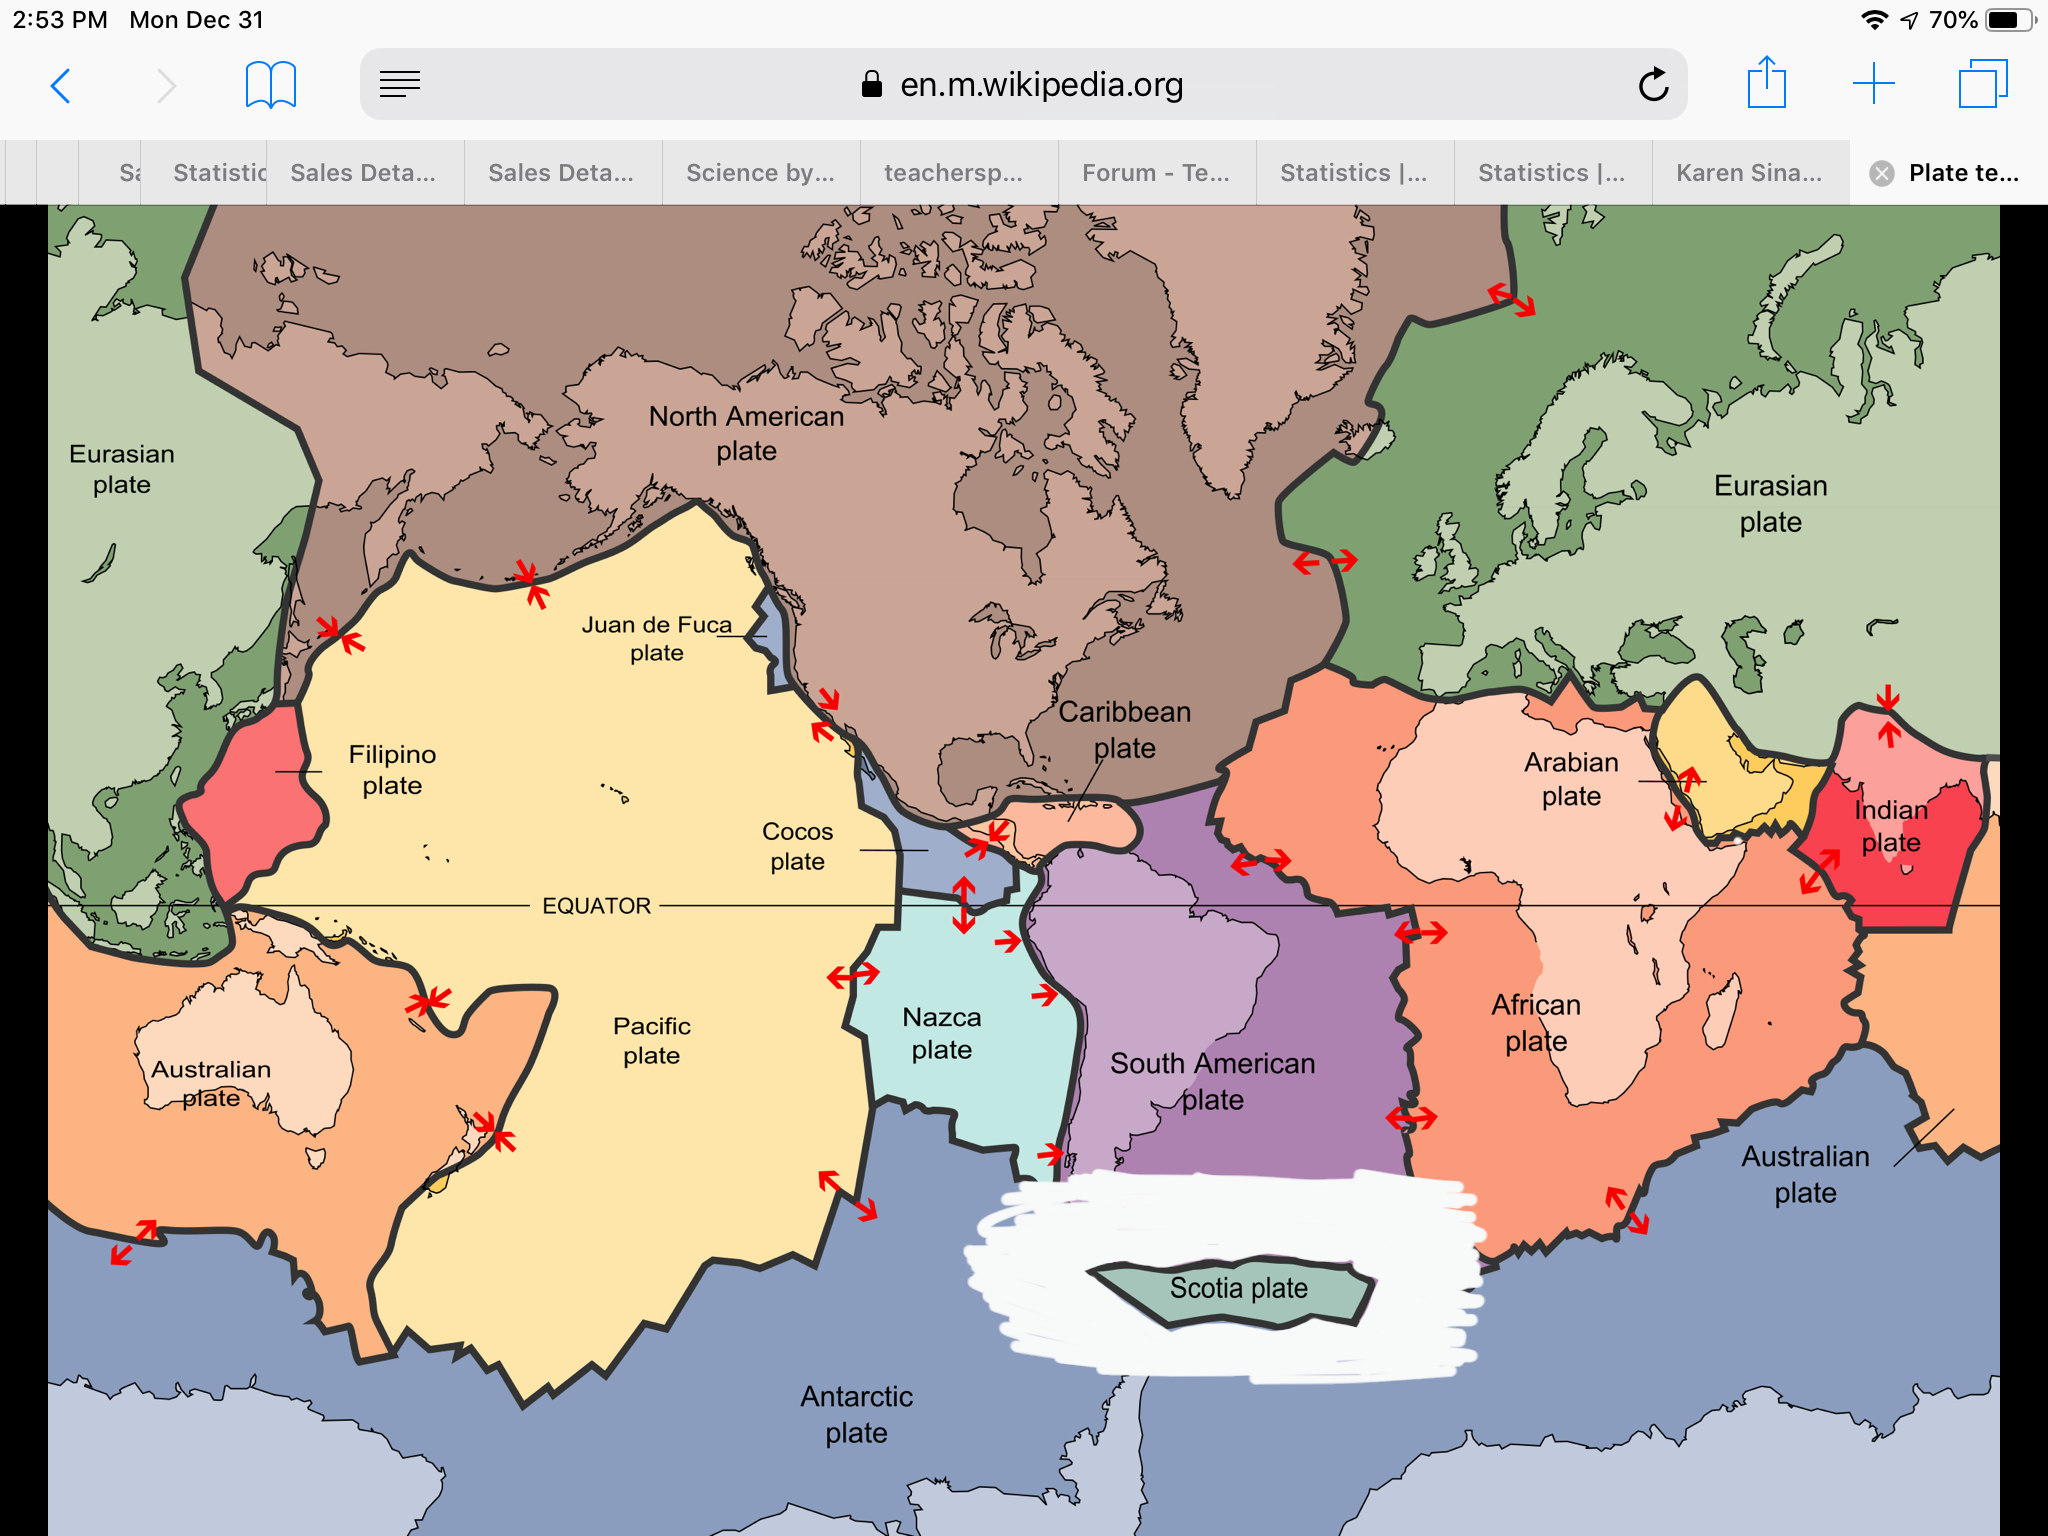 2:53 PM Mon Dec 31
70%
en.m.wikipedia.org
Sa
Statistic
Sales Deta...
Sales Deta...
Science by...
teachersp...
Forum - Te...
Statistics |...
Statistics |...
Karen Sina...
Plate te...
North American
plate
Eurasian
plate
Eurasian
plate
Juan de Fuca
plate
Caribbean
plate
Filipino
plate
Arabian
plate
Indian
plate
Cocos
plate
EQUATOR
Nazca
plate
African
plate
Pacific
plate
South American
plate
Australian
plate
Australian
plate
Scotia plate
Antarctic
plate